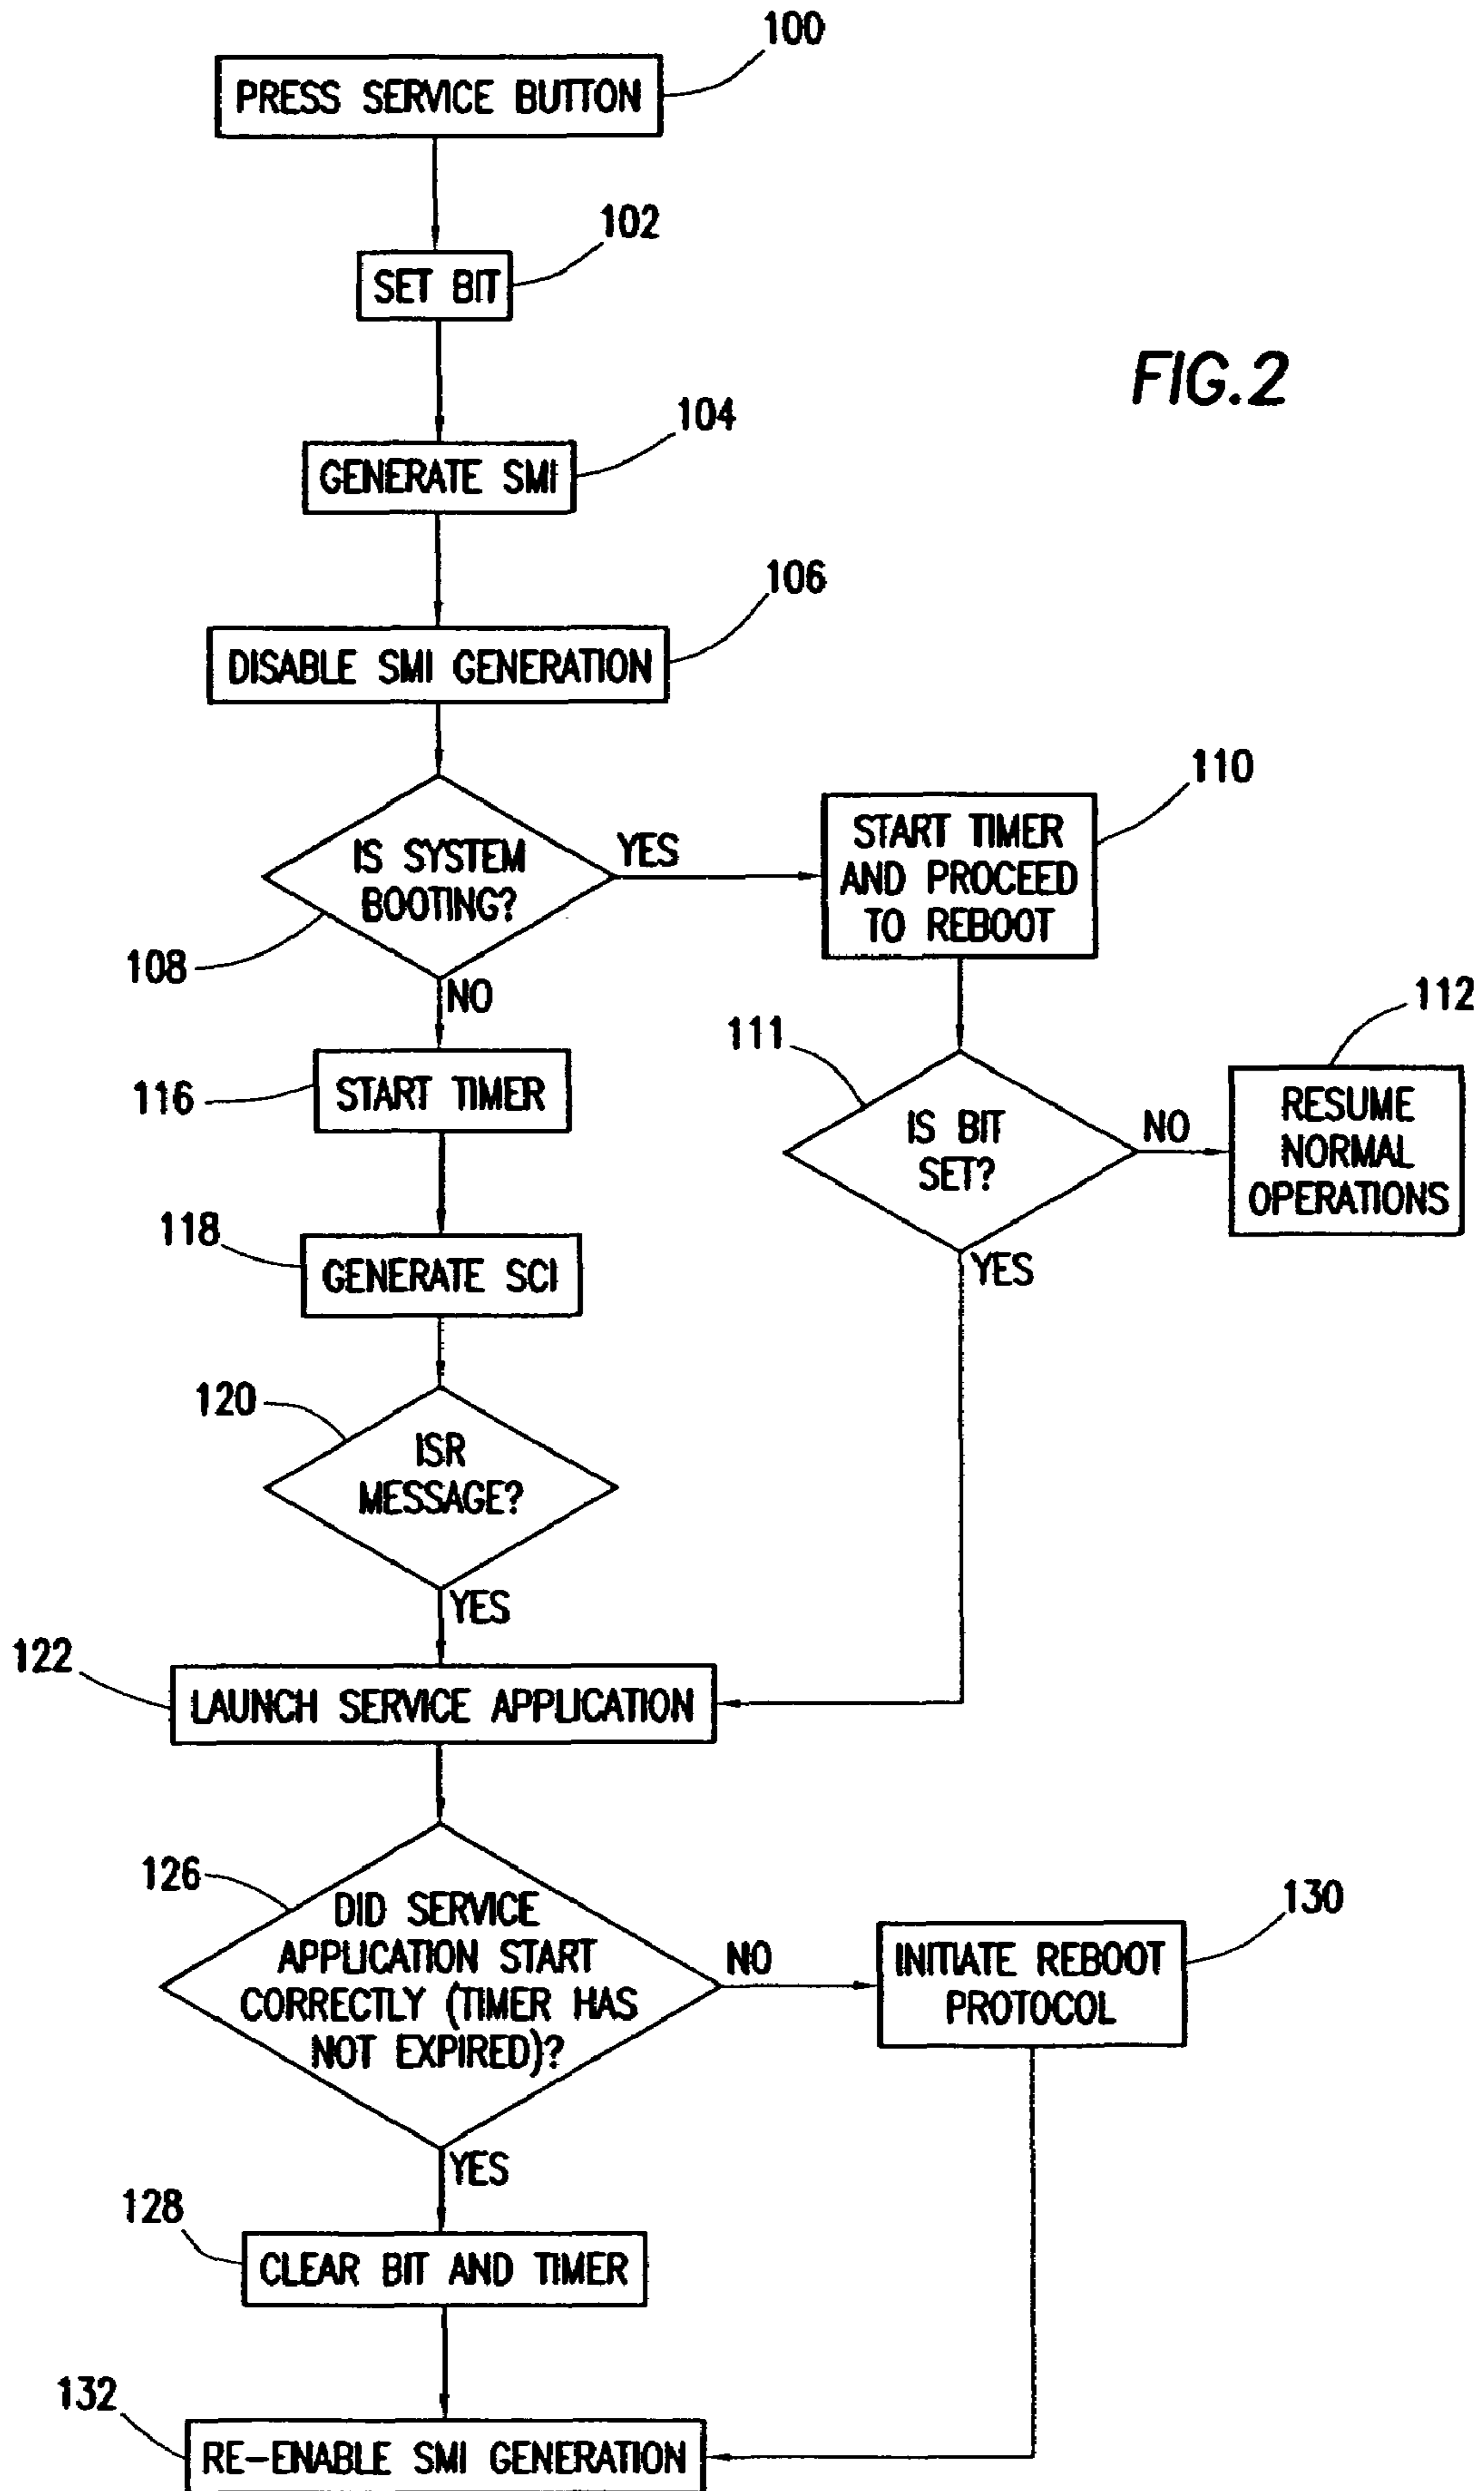 100
PRESS SERVICE BUTTON
102
SET BIT
FIG.2
104
GENERATE SMI
106
DISABLE SMI GENERATION
108
IS SYSTEM
BOOTING?
YES
NO
110
START TIMER
AND PROCEED
TO REBOOT
111
IS BIT
SET?
NO
YES
112
RESUME
NORMAL
OPERATIONS
116
START TIMER
118
GENERATE SCI
120
ISR
MESSAGE?
YES
122
LAUNCH SERVICE APPLICATION
126
DID SERVICE
APPLICATION START
CORRECTLY (TIMER HAS
NOT EXPIRED)?
NO
YES
130
INITIATE REBOOT
PROTOCOL
128
CLEAR BIT AND TIMER
132
RE-ENABLE SMI GENERATION